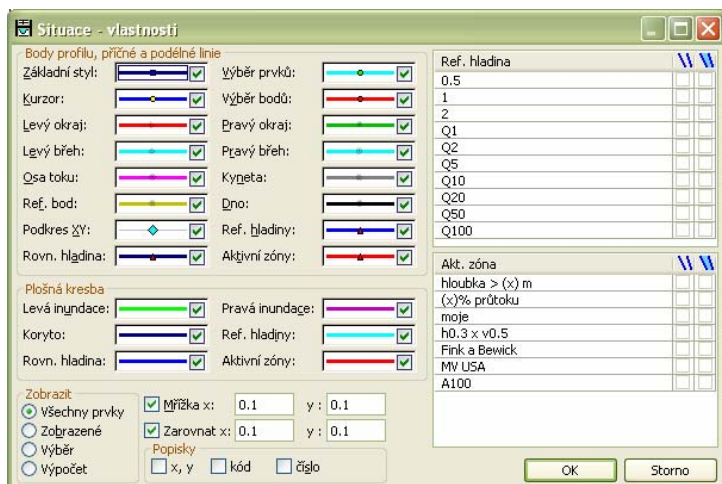 Situace - vlastnosti
Body profilu, příčné a podélné linie
Základní styl:
Výběr prvků:
Kurzor:
Výběr bodů:
Levý okraj:
Pravý okraj:
Levý břeh:
Pravý břeh:
Osa toku:
Kyneta:
Ref. bod:
Dno:
Podkres XY:
Ref. hladiny:
Rovn. hladina:
Aktivní zóny:
Plošná kresba
Levá inundace:
Pravá inundace:
Koryto:
Ref. hladiny:
Rovn. hladina:
Aktivní zóny:
Zobrazit
Všechny prvky
Zobrazené
Výběr
Výpočet
Mřížka x: 0.1 y : 0.1
Zarovnat x: 0.1 y : 0.1
Popisky
x, y kód číslo
Ref. hladina
0.5
1
2
Q1
Q2
Q5
Q10
Q20
Q50
Q100
Akt. zóna
hloubka > (x) m
(x)% průtoku
moje
h0.3 x v0.5
Fink a Bewick
MV USA
A100
OK Storno